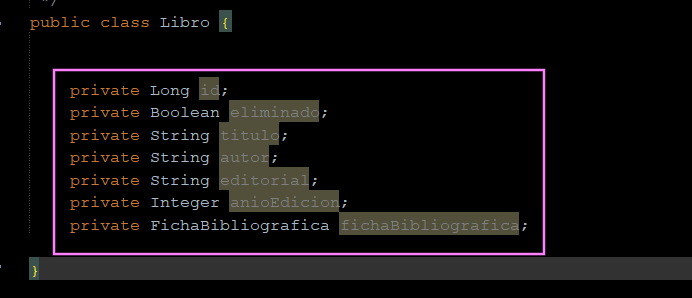 */
public class Libro {
private Long id;
private Boolean eliminado;
private String titulo;
private String autor;
private String editorial;
private Integer anioEdicion;
private FichaBibliografica fichaBibliografica;
}